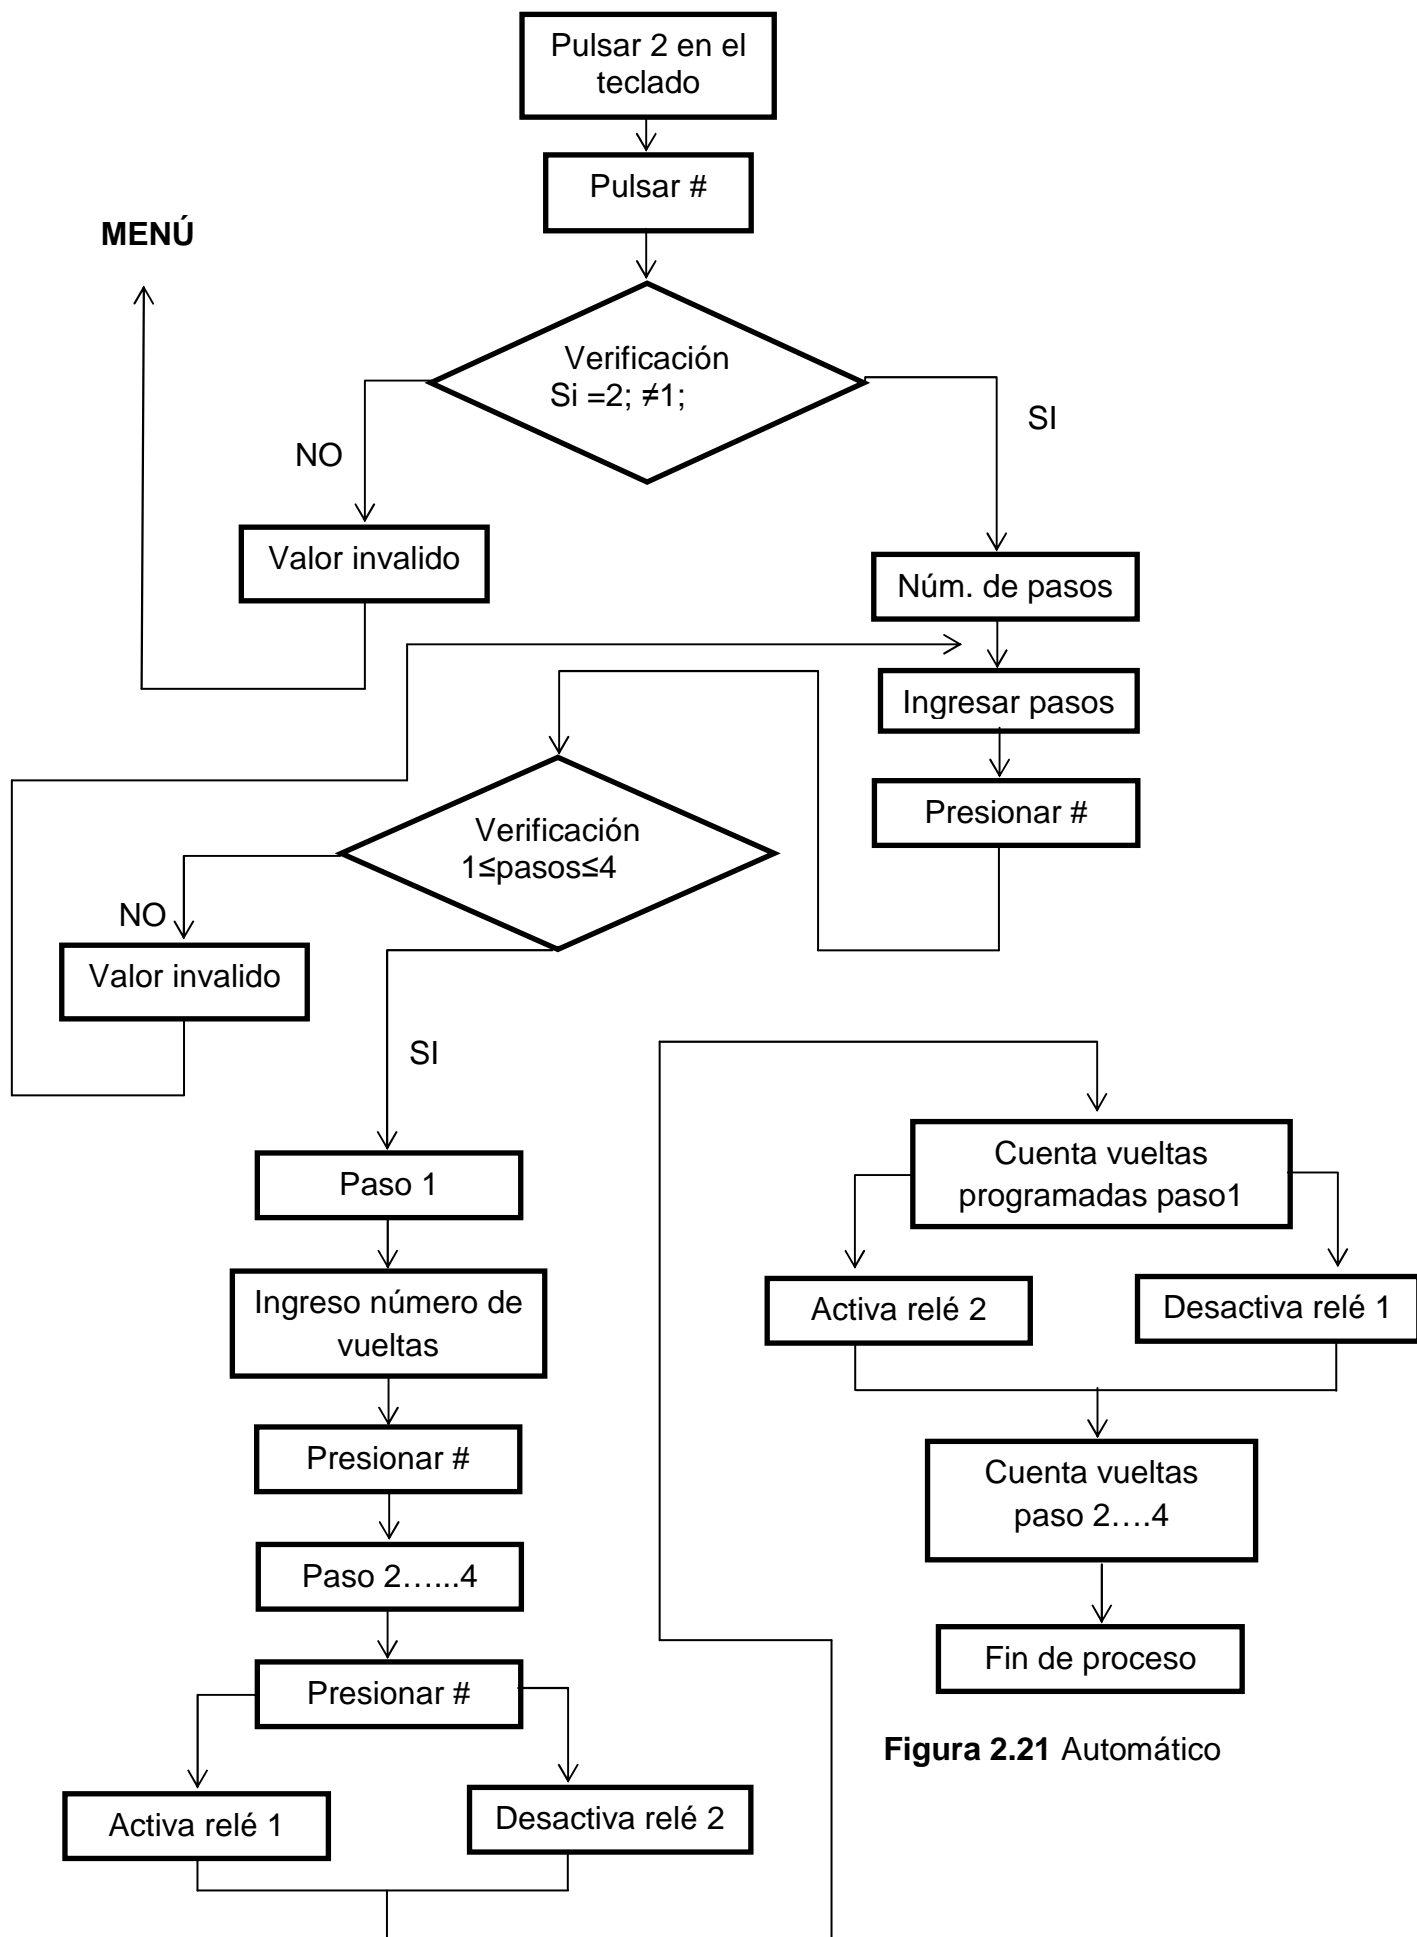 Pulsar 2 en el
teclado
Pulsar #
MENÚ
Verificación
Si =2; ≠1;
NO
SI
Valor invalido
Núm. de pasos
Ingresar pasos
Presionar #
Verificación
1≤pasos≤4
NO
Valor invalido
SI
Paso 1
Ingreso número de
vueltas
Presionar #
Paso 2…...4
Presionar #
Activa relé 1
Desactiva relé 2
Cuenta vueltas
programadas paso1
Activa relé 2
Desactiva relé 1
Cuenta vueltas
paso 2….4
Fin de proceso
Figura 2.21 Automático